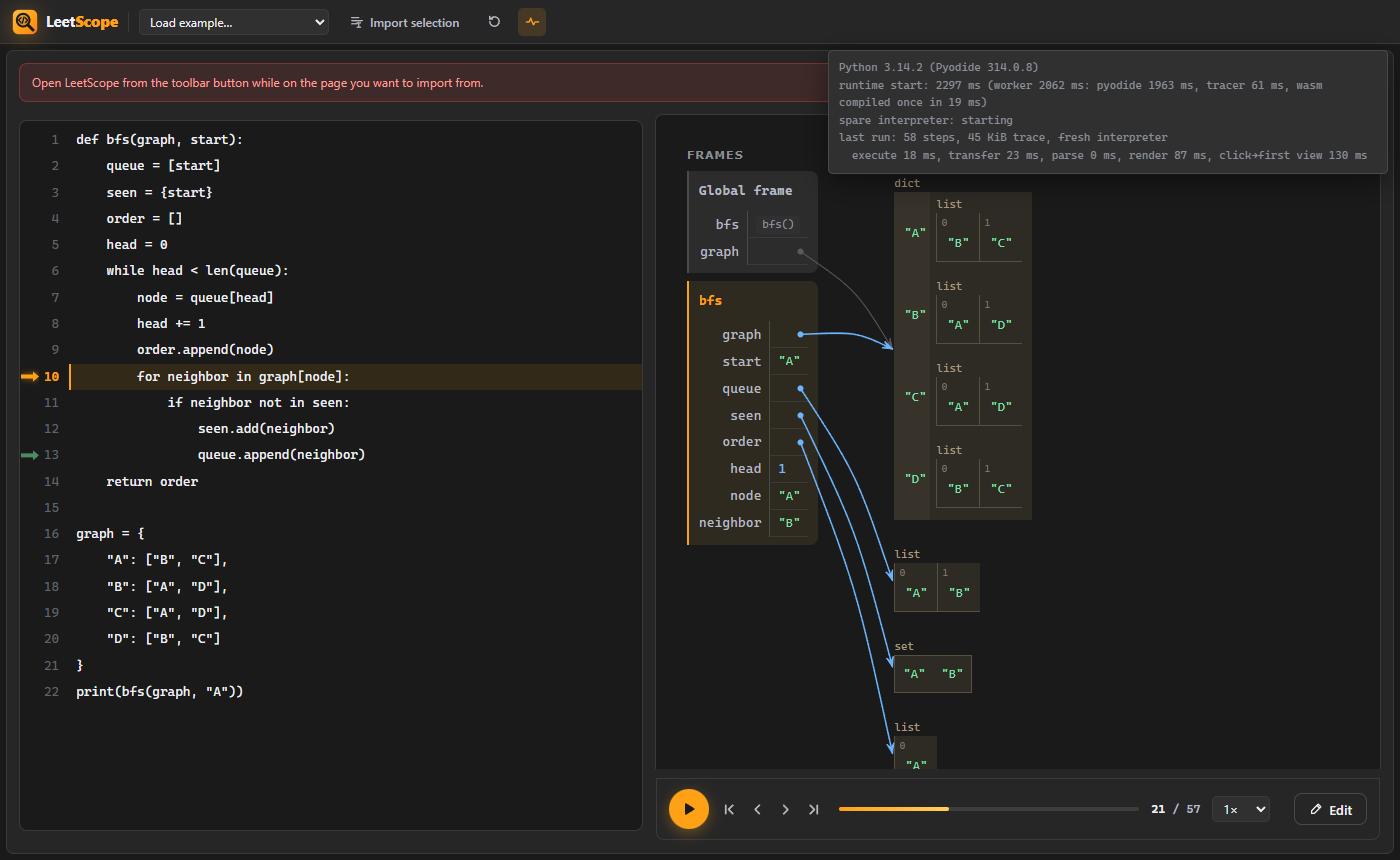 LeetScope
Load example...
Import selection
Open LeetScope from the toolbar button while on the page you want to import from.
Python 3.14.2 (Pyodide 314.0.8)
runtime start: 2297 ms (worker 2062 ms: pyodide 1963 ms, tracer 61 ms, wasm
compiled once in 19 ms)
spare interpreter: starting
last run: 58 steps, 45 KiB trace, fresh interpreter
execute 18 ms, transfer 23 ms, parse 0 ms, render 87 ms, click→first view 130 ms
1 def bfs(graph, start):
2     queue = [start]
3     seen = {start}
4     order = []
5     head = 0
6     while head < len(queue):
7         node = queue[head]
8         head += 1
9         order.append(node)
10         for neighbor in graph[node]:
11             if neighbor not in seen:
12                 seen.add(neighbor)
13                 queue.append(neighbor)
14     return order
15
16 graph = {
17     "A": ["B", "C"],
18     "B": ["A", "D"],
19     "C": ["A", "D"],
20     "D": ["B", "C"]
21 }
22 print(bfs(graph, "A"))
FRAMES
Global frame
bfs bfs()
graph
bfs
graph
start "A"
queue
seen
order
head 1
node "A"
neighbor "B"
dict
list
0 1
"A" "B" "C"
list
0 1
"B" "A" "D"
list
0 1
"C" "A" "D"
list
0 1
"D" "B" "C"
list
0 1
"A" "B"
set
"A" "B"
list
0
"A"
21 / 57
1×
Edit